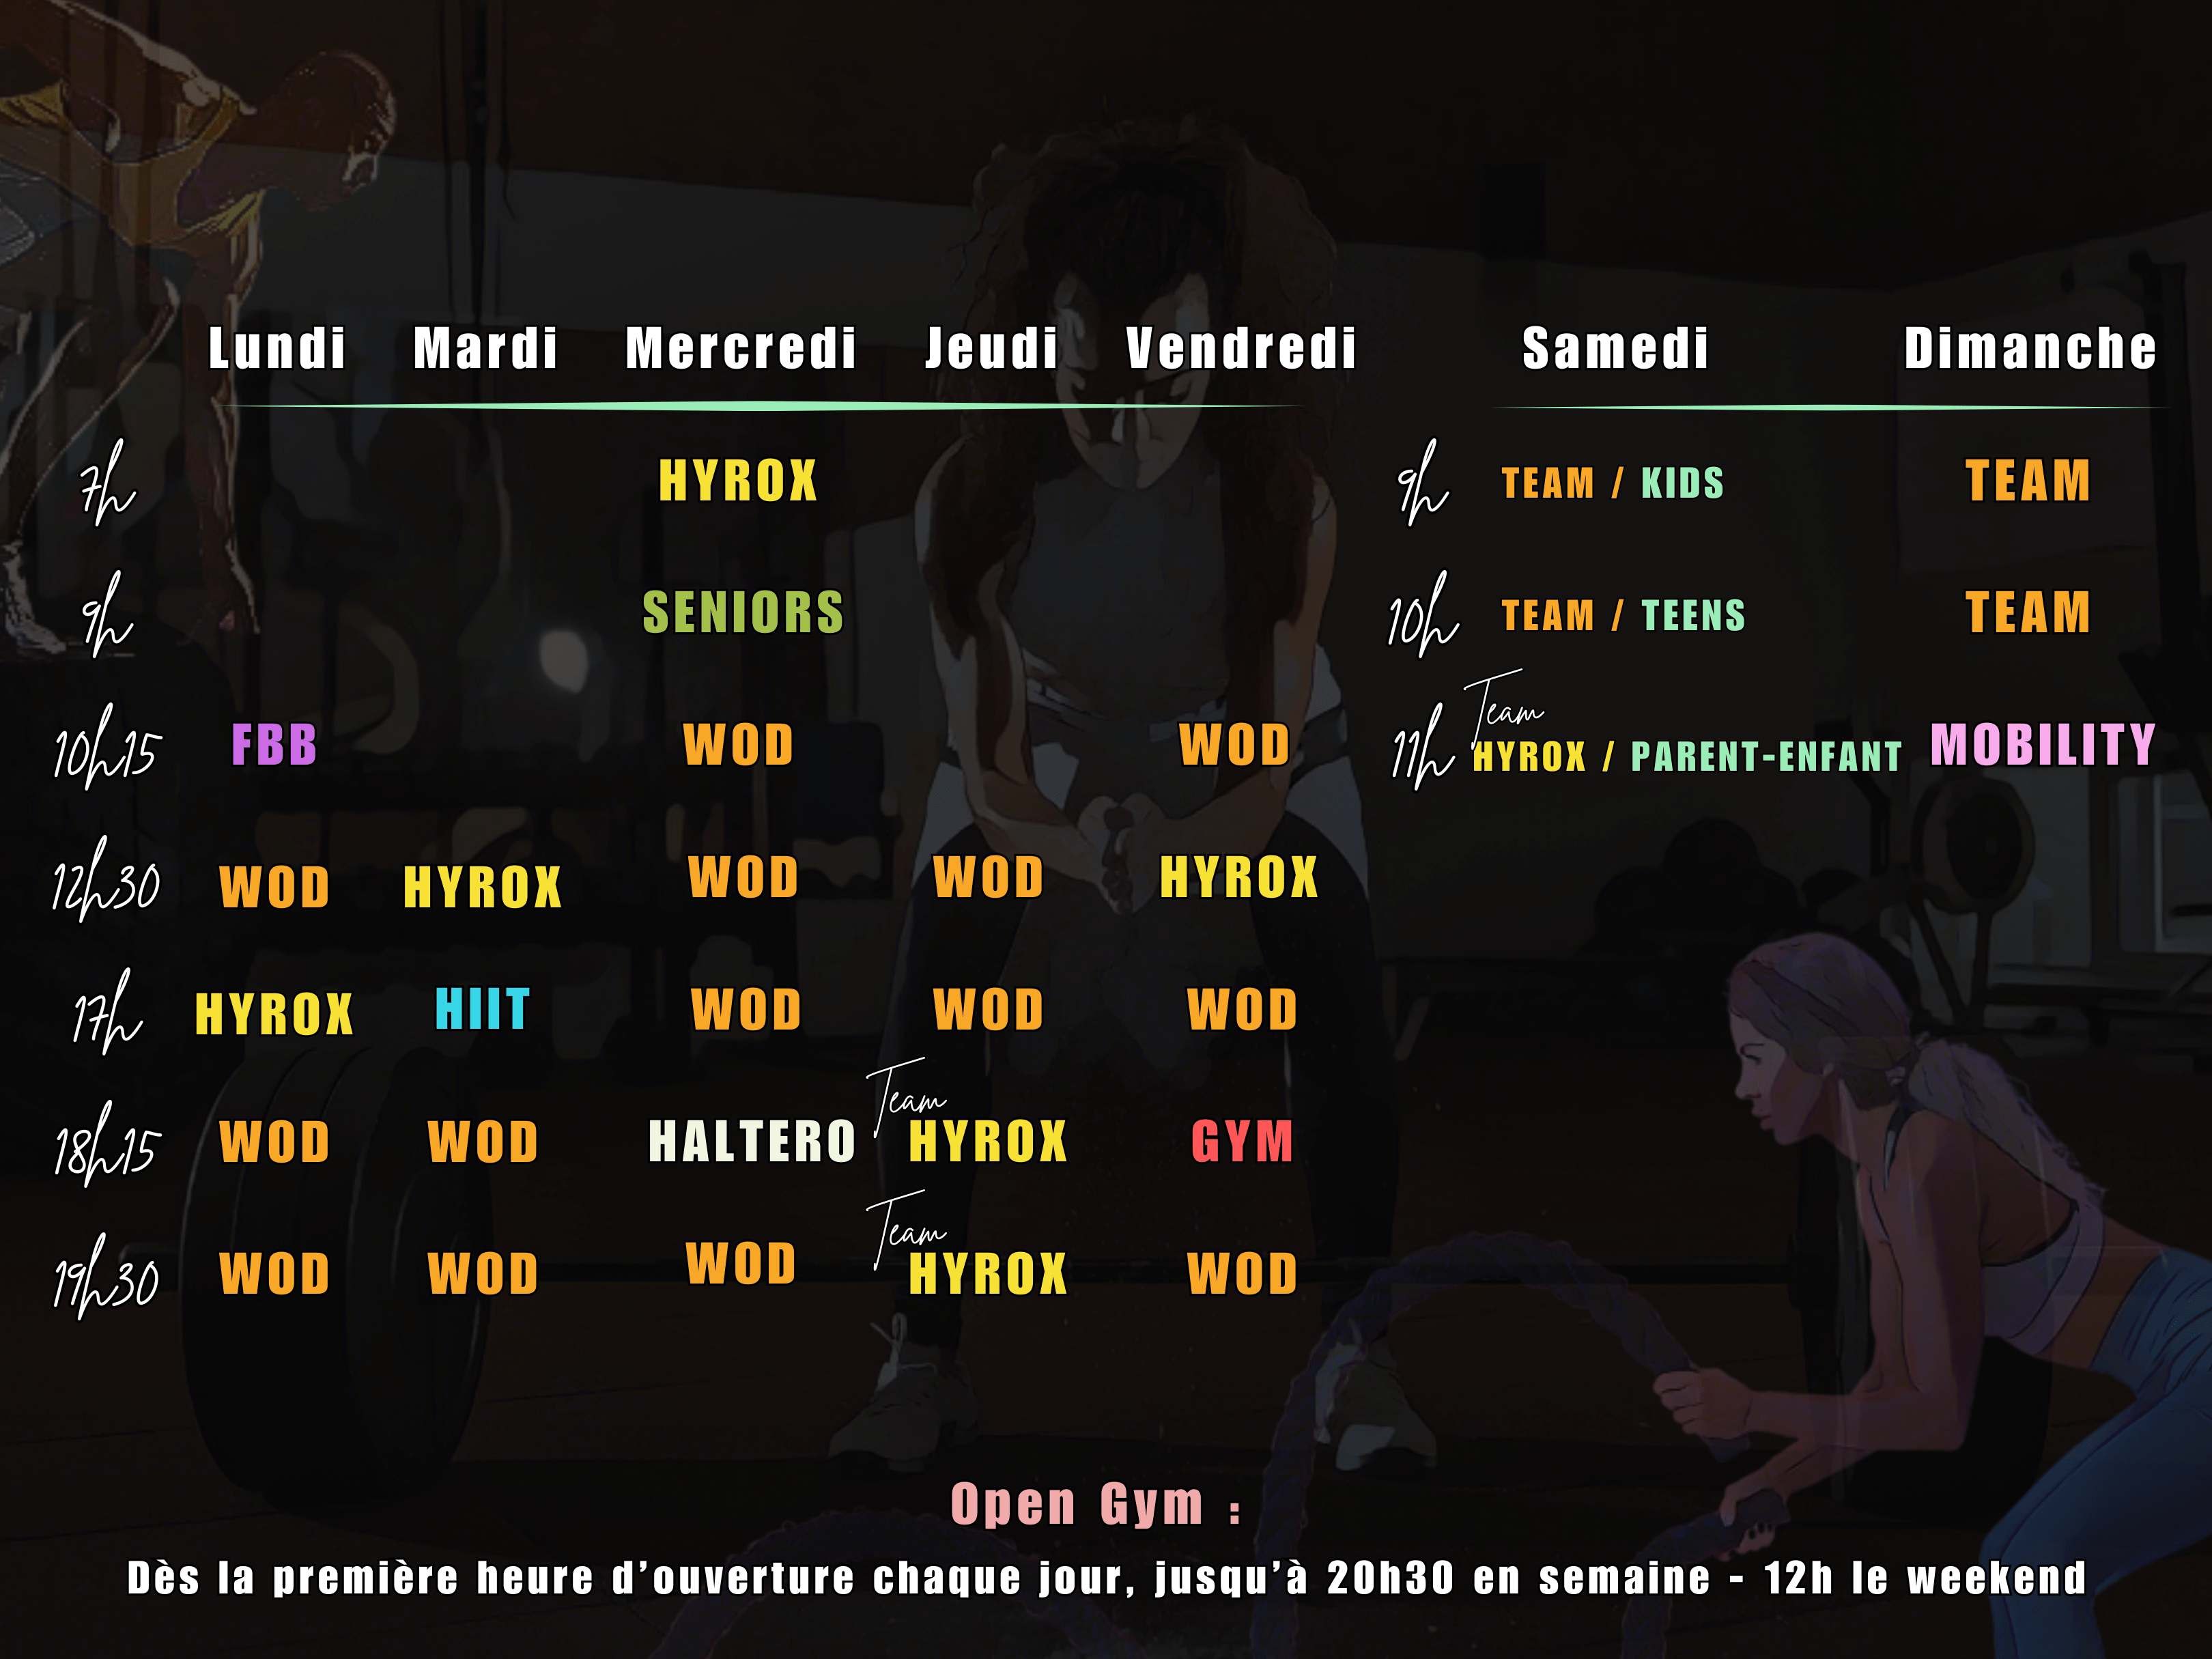 Lundi Mardi Mercredi Jeudi Vendredi Samedi Dimanche
7h HYROX 9h TEAM / KIDS TEAM
9h SENIORS 10h TEAM / TEENS TEAM
10h15 FBB WOD WOD 11h Team HYROX / PARENT-ENFANT MOBILITY
12h30 WOD HYROX WOD WOD HYROX
17h HYROX HIIT WOD WOD WOD
18h15 WOD WOD HALTERO Team HYROX GYM
19h30 WOD WOD WOD Team HYROX WOD
Open Gym :
Dès la première heure d’ouverture chaque jour, jusqu’à 20h30 en semaine - 12h le weekend